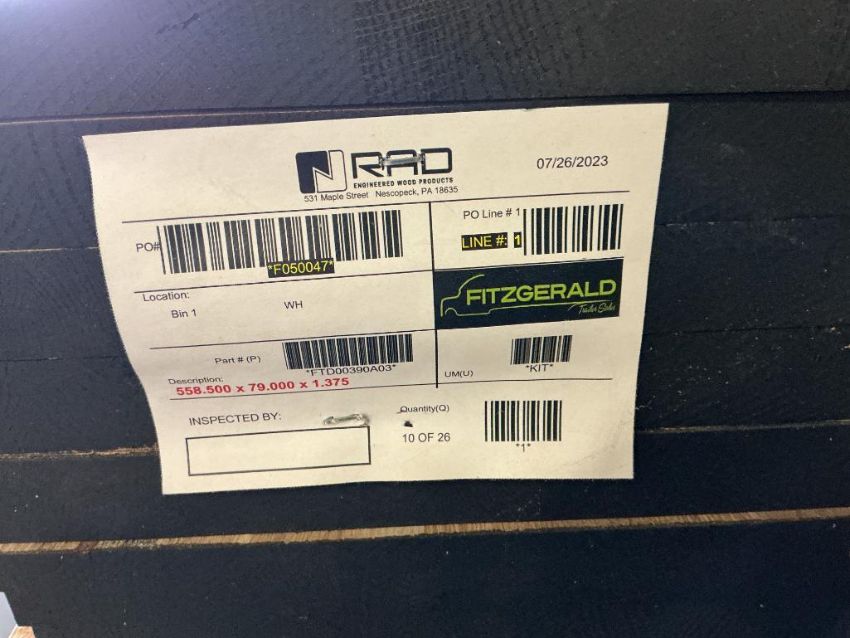 RAD
ENGINEERED WOOD PRODUCTS
531 Maple Street Nescopeck, PA 18635
07/26/2023
PO#
*F050047*
PO Line # 1
LINE #: 1
Location:
Bin 1
WH
FITZGERALD
Trailer Sales
Part # (P)
*FTD00390A03*
UM(U)
*KIT*
Description:
558.500 x 79.000 x 1.375
INSPECTED BY:
Quantity(Q)
10 OF 26
*1*